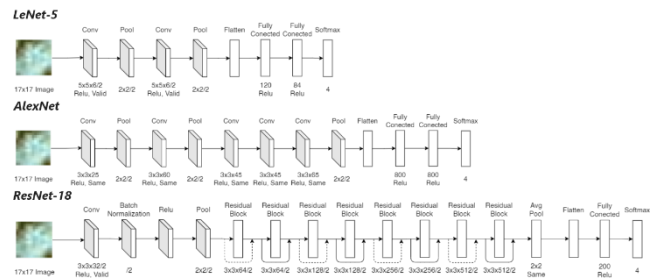 LeNet-5
Conv Pool Conv Pool Flatten Fully Conected Fully Conected Softmax
17x17 Image 5x5x6/2 Relu, Valid 2x2/2 5x5x6/2 Relu, Valid 2x2/2 120 Relu 84 Relu 4
AlexNet
Conv Pool Conv Pool Conv Conv Conv Pool Flatten Fully Conected Fully Conected Softmax
17x17 Image 3x3x25 Relu, Same 2x2/2 3x3x60 Relu, Same 2x2/2 3x3x45 Relu, Same 3x3x45 Relu, Same 3x3x65 Relu, Same 2x2/2 800 Relu 800 Relu 4
ResNet-18
Conv Batch Normalization Relu Pool Residual Block Residual Block Residual Block Residual Block Residual Block Residual Block Residual Block Residual Block Avg Pool Flatten Fully Conected Softmax
17x17 Image 3x3x32/2 Relu, Valid /2 2x2/2 3x3x64/2 3x3x64/2 3x3x128/2 3x3x128/2 3x3x256/2 3x3x256/2 3x3x512/2 3x3x512/2 2x2 Same 200 Relu 4